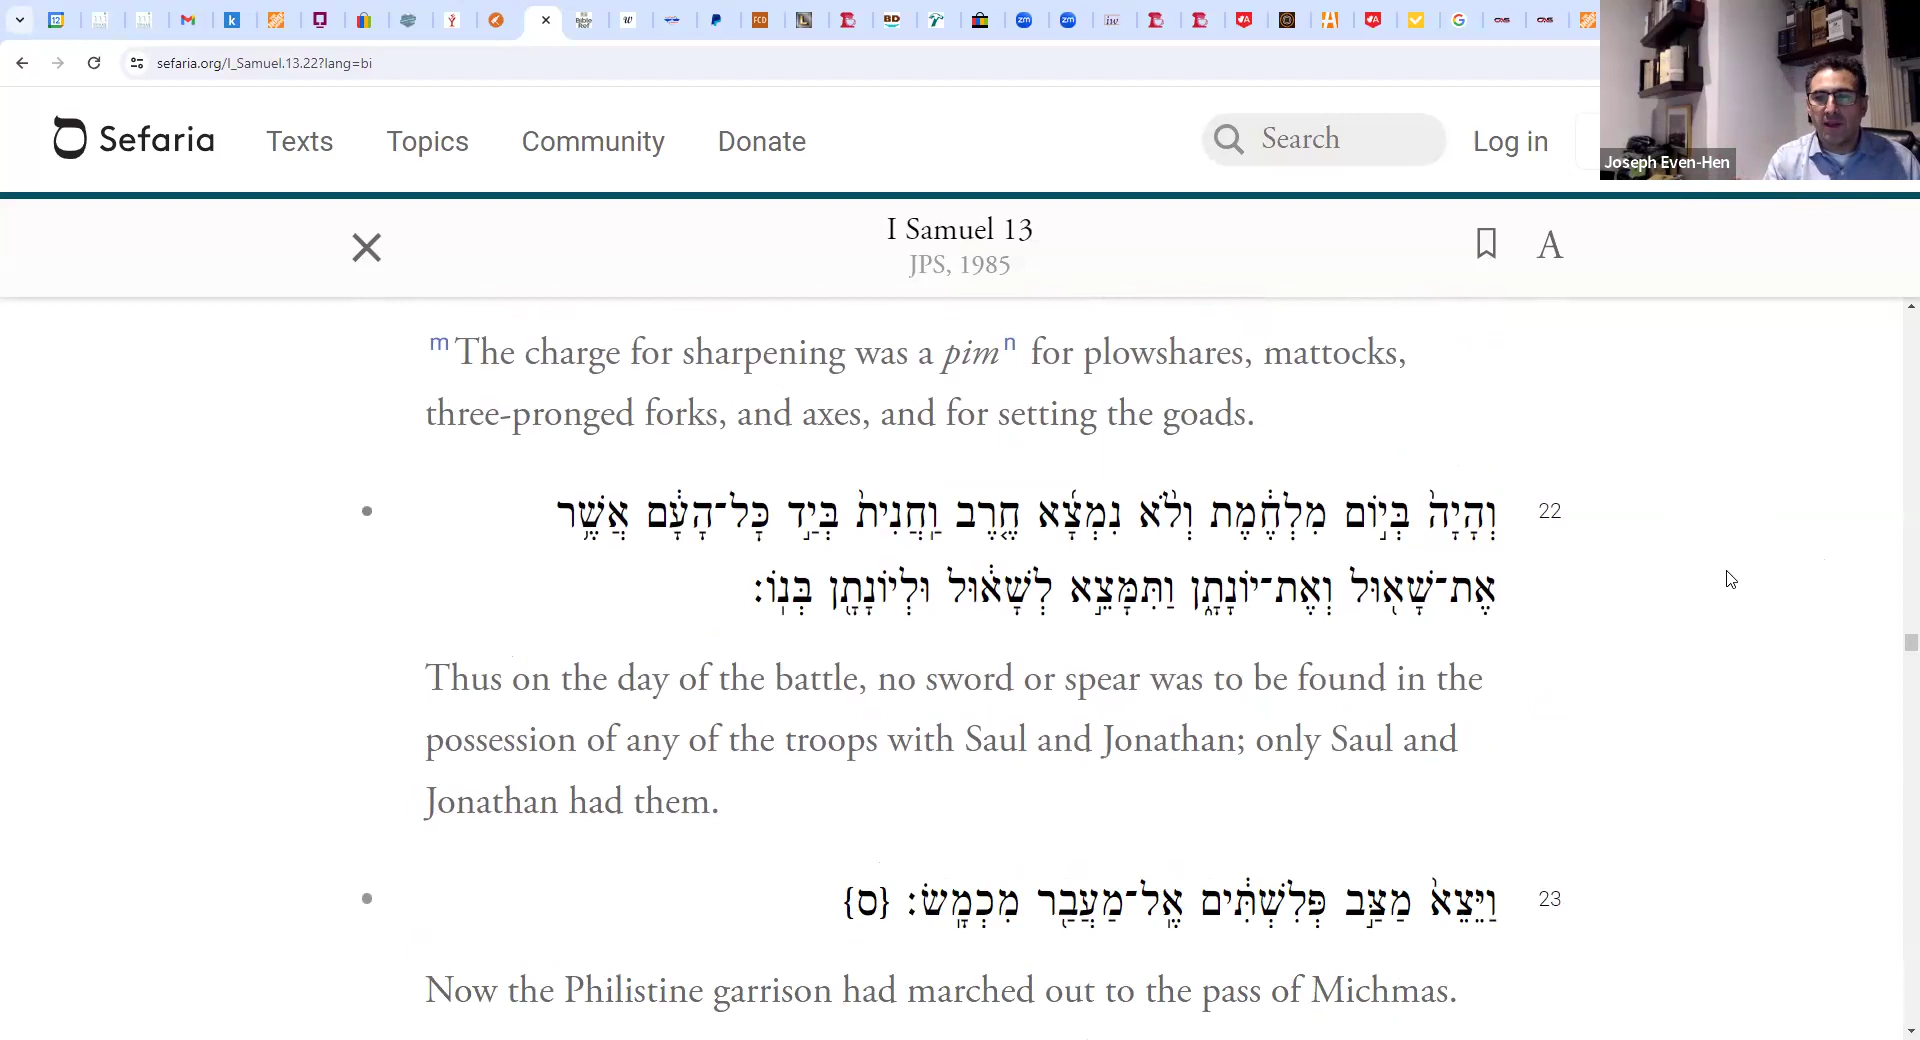 sefaria.org/I_Samuel.13.22?lang=bi
Sefaria Texts Topics Community Donate Search Log in
Joseph Even-Hen
I Samuel 13
JPS, 1985
A
m The charge for sharpening was a pim n for plowshares, mattocks,
three-pronged forks, and axes, and for setting the goads.
22
וְהָיָה֙ בְּי֣וֹם מִלְחֶ֔מֶת וְלֹ֨א נִמְצָ֜א חֶ֤רֶב וַחֲנִית֙ בְּיַ֣ד כׇּל־הָעָ֔ם אֲשֶׁ֥ר
אֶת־שָׁא֖וּל וְאֶת־יוֹנָתָ֑ן וַתִּמָּצֵ֣א לְשָׁא֔וּל וּלְיוֹנָתָ֖ן בְּנֽוֹ׃
Thus on the day of the battle, no sword or spear was to be found in the
possession of any of the troops with Saul and Jonathan; only Saul and
Jonathan had them.
23
וַיֵּצֵא֙ מַצַּ֣ב פְּלִשְׁתִּ֔ים אֶֽל־מַעֲבַ֖ר מִכְמָֽשׂ׃ {ס}
Now the Philistine garrison had marched out to the pass of Michmas.